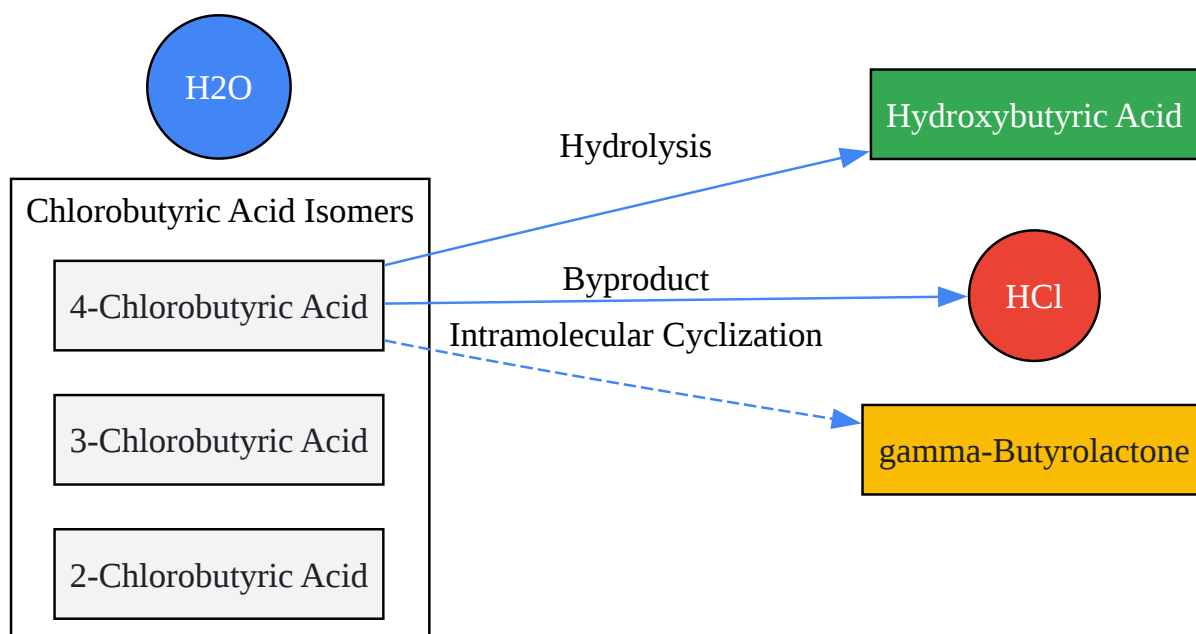 H2O
Chlorobutyric Acid Isomers
4-Chlorobutyric Acid
3-Chlorobutyric Acid
2-Chlorobutyric Acid
Hydrolysis
Byproduct
Intramolecular Cyclization
Hydroxybutyric Acid
HCl
gamma-Butyrolactone